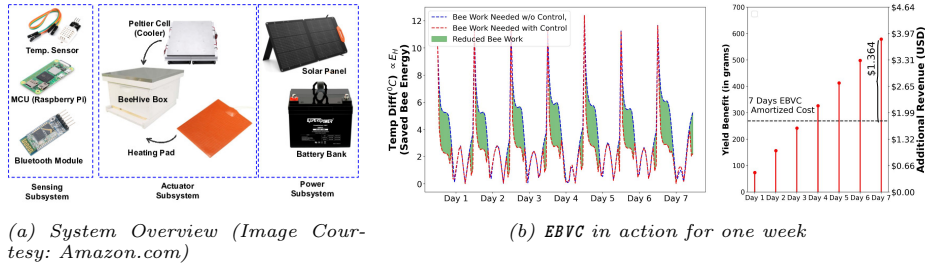 Temp. Sensor
MCU (Raspberry Pi)
Bluetooth Module
Sensing
Subsystem
Peltier Cell
(Cooler)
BeeHive Box
Heating Pad
Actuator
Subsystem
Solar Panel
Battery Bank
Power
Subsystem
(a) System Overview (Image Cour-
tesy: Amazon.com)
Temp Diff(⁰C) ∝ E_H
(Saved Bee Energy)
12
10
8
6
4
2
0
Bee Work Needed w/o Control,
Bee Work Needed with Control
Reduced Bee Work
Day 1 Day 2 Day 3 Day 4 Day 5 Day 6 Day 7
Yield Benefit (in grams)
700
600
500
400
300
200
100
0
7 Days EBVC
Amortized Cost
$1.364
Day 1 Day 2 Day 3 Day 4 Day 5 Day 6 Day 7
$4.64
$3.97
$3.31
$2.65
$1.99
$1.32
$0.66
$0.00
Additional Revenue (USD)
(b) EBVC in action for one week